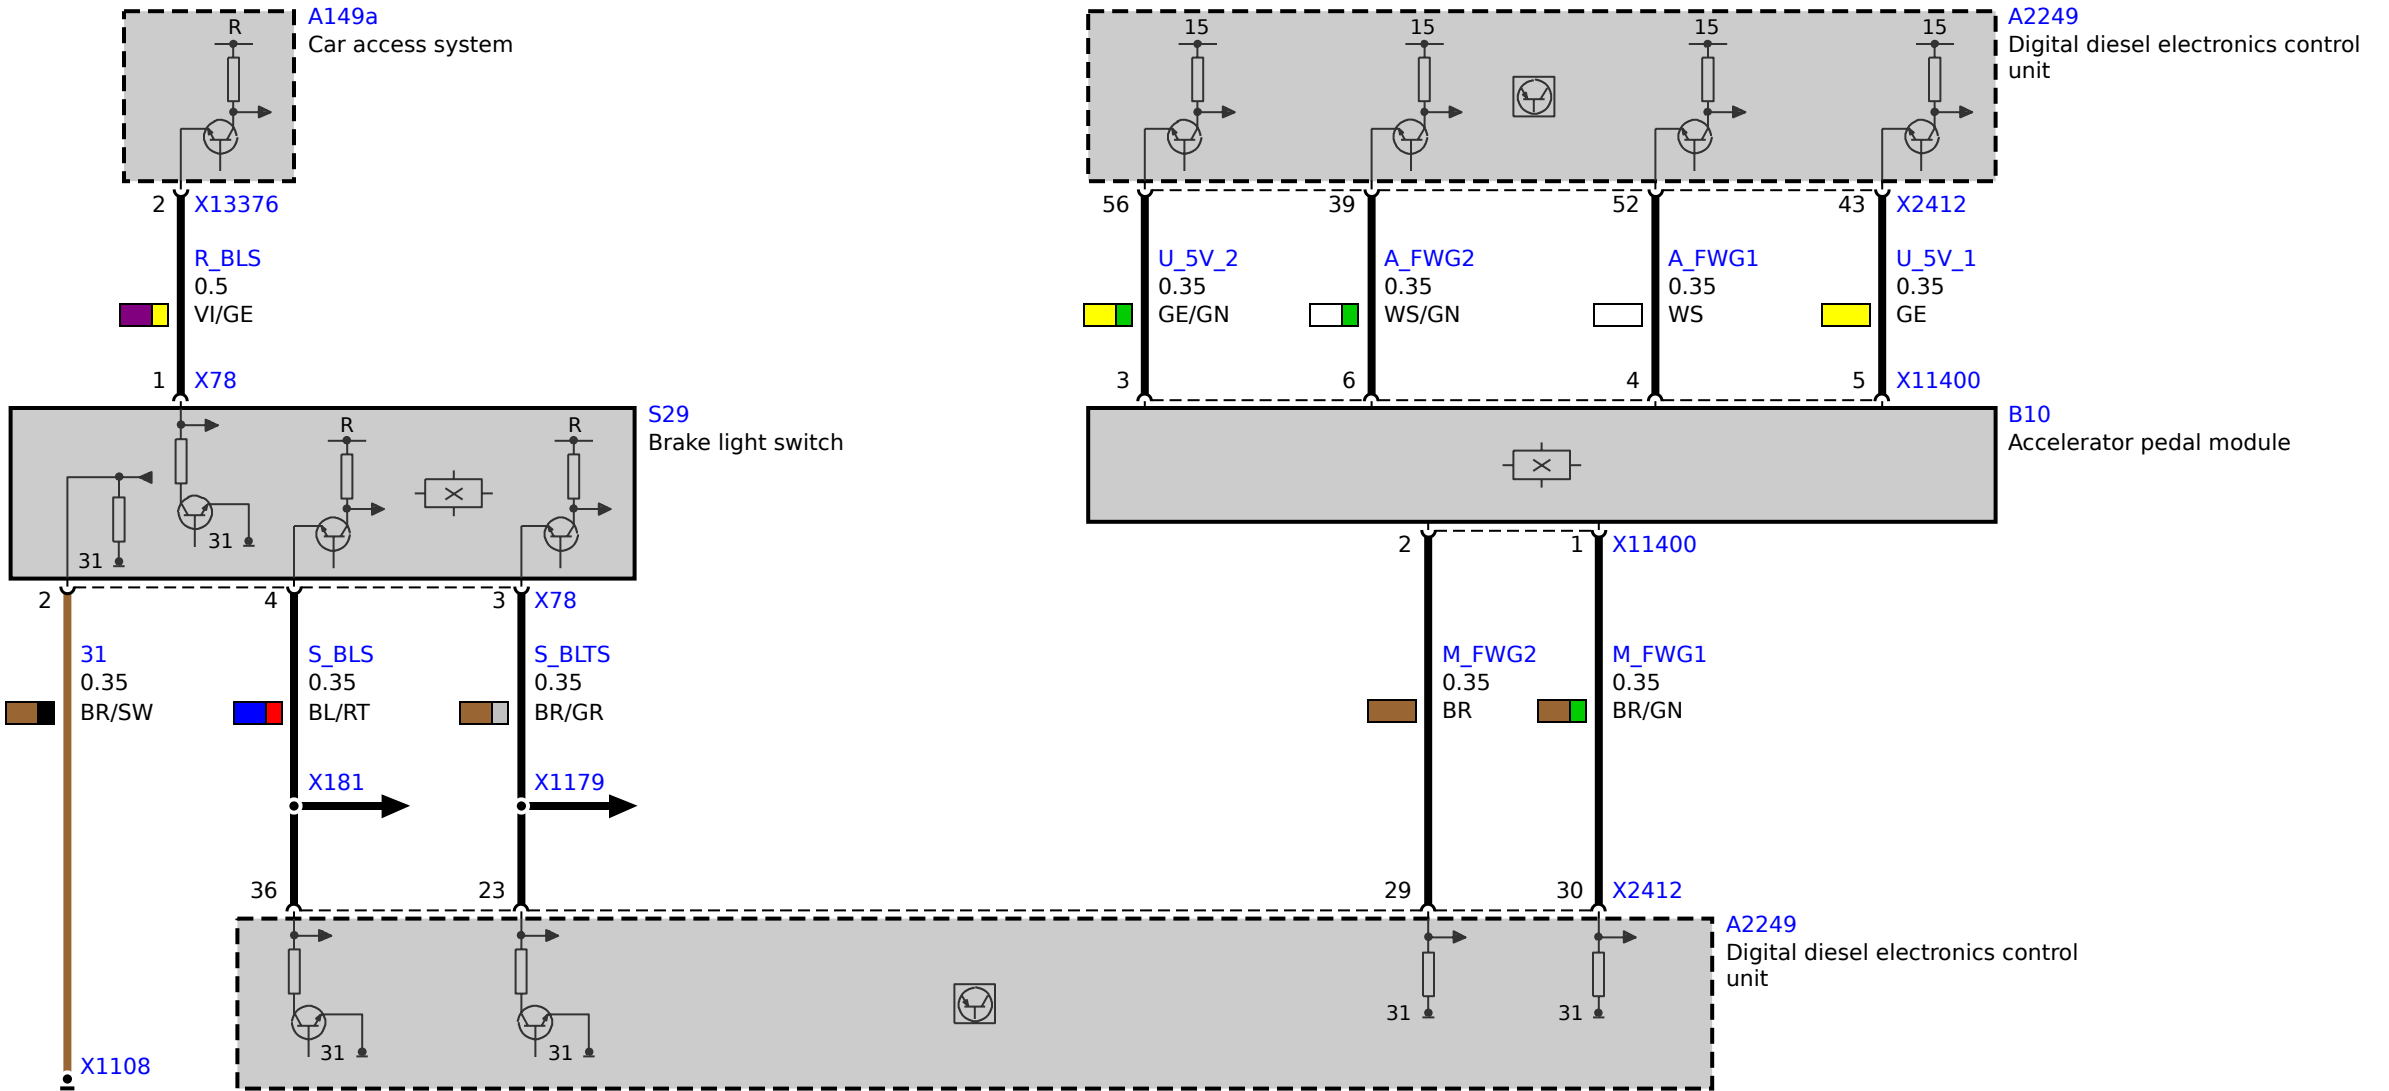 A149a
Car access system
R
15
15
15
15
A2249
Digital diesel electronics control
unit
2
X13376
56
39
52
43
X2412
R_BLS
0.5
VI/GE
U_5V_2
0.35
GE/GN
A_FWG2
0.35
WS/GN
A_FWG1
0.35
WS
U_5V_1
0.35
GE
1
X78
3
6
4
5
X11400
S29
Brake light switch
R
R
31
31
B10
Accelerator pedal module
2
4
3
X78
2
1
X11400
31
0.35
BR/SW
S_BLS
0.35
BL/RT
S_BLTS
0.35
BR/GR
M_FWG2
0.35
BR
M_FWG1
0.35
BR/GN
X181
X1179
36
23
29
30
X2412
A2249
Digital diesel electronics control
unit
31
31
31
31
X1108